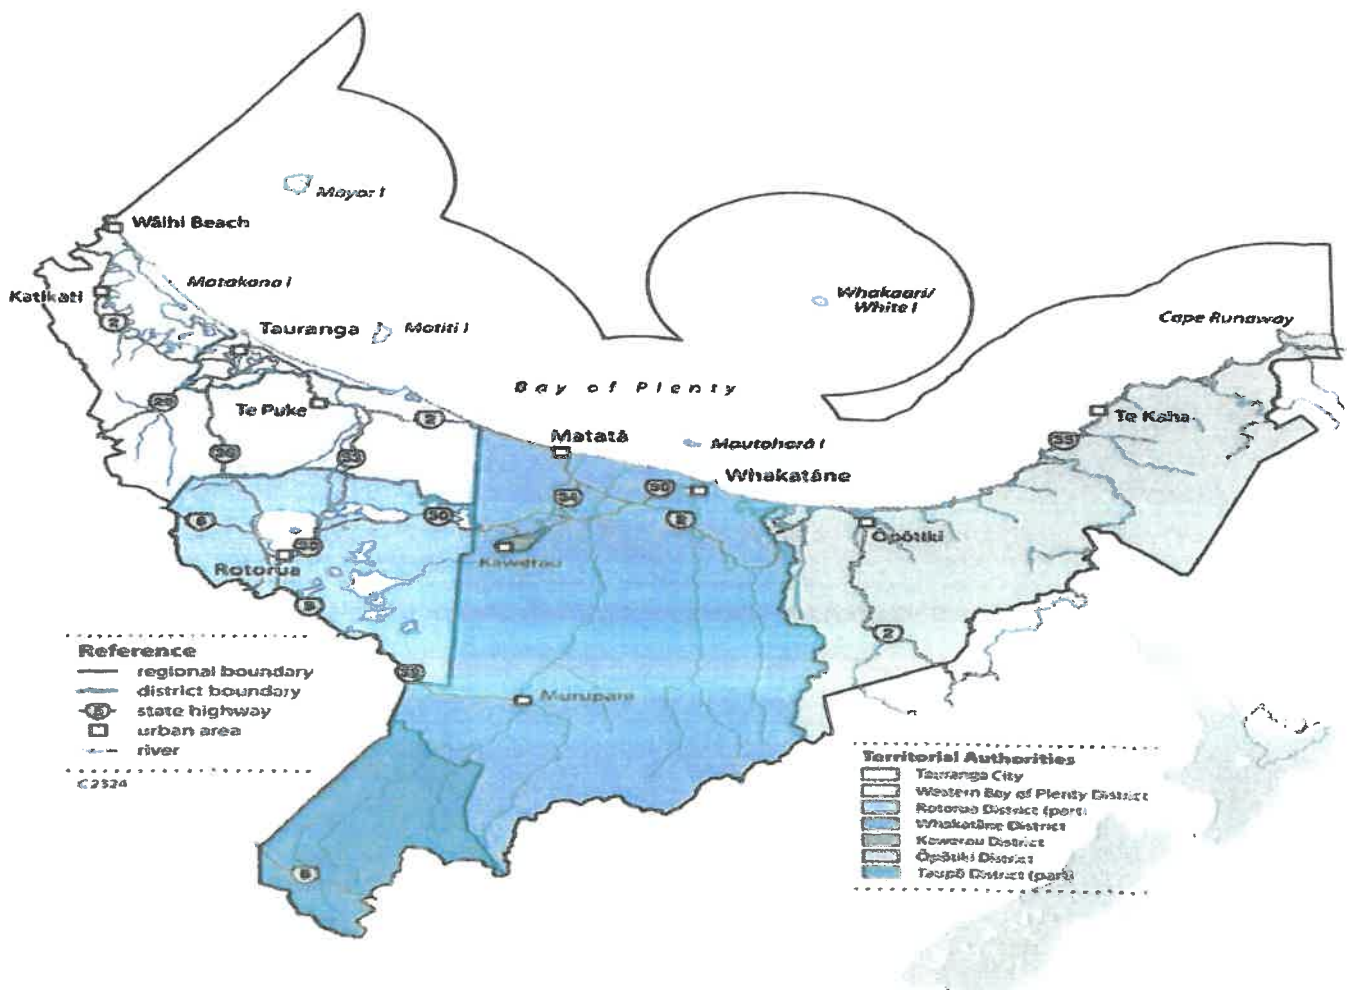 Mayor I
Wāihi Beach
Matakana I
Katikati
Whakaari/
White I
2
Tauranga
Motiti I
Cape Runaway
Bay of Plenty
29
Te Puke
2
Te Kaha
35
Matatā
Moutohorā I
36
33
Whakatāne
34
30
5
30
2
Ōpōtiki
Kawerau
Rotorua
5
2
Murupara
Reference
regional boundary
district boundary
state highway
urban area
river
C2324
Territorial Authorities
Tauranga City
Western Bay of Plenty District
Rotorua District (part)
Whakatāne District
Kawerau District
Ōpōtiki District
Taupō District (part)